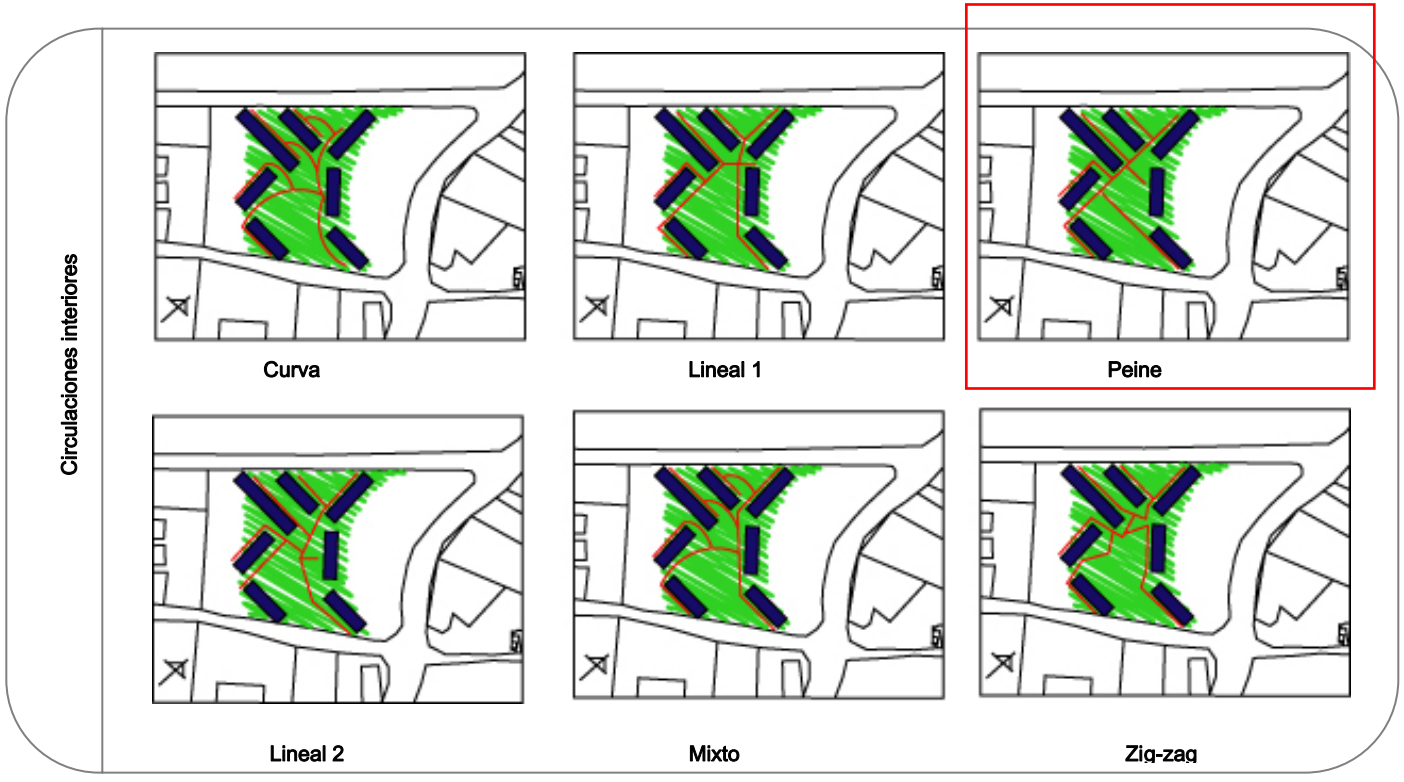 Circulaciones interiores
Curva
Lineal 1
Peine
Lineal 2
Mixto
Zig-zag